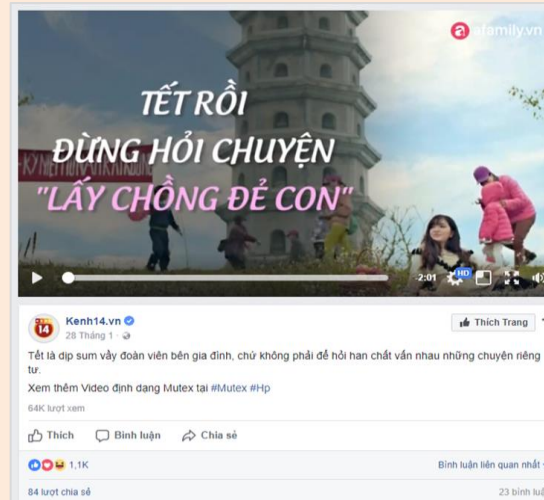 afamily.vn
TẾT RỒI
ĐỪNG HỎI CHUYỆN
"LẤY CHỒNG ĐẺ CON"
-2:01
HD
14
Kenh14.vn
28 Tháng 1 ·
Thích Trang
Tết là dịp sum vầy đoàn viên bên gia đình, chứ không phải để hỏi han chất vấn nhau những chuyện riêng
tư.
Xem thêm Video định dạng Mutex tại #Mutex #Hp
64K lượt xem
Thích
Bình luận
Chia sẻ
1,1K
Bình luận liên quan nhất
84 lượt chia sẻ
23 bình luậ